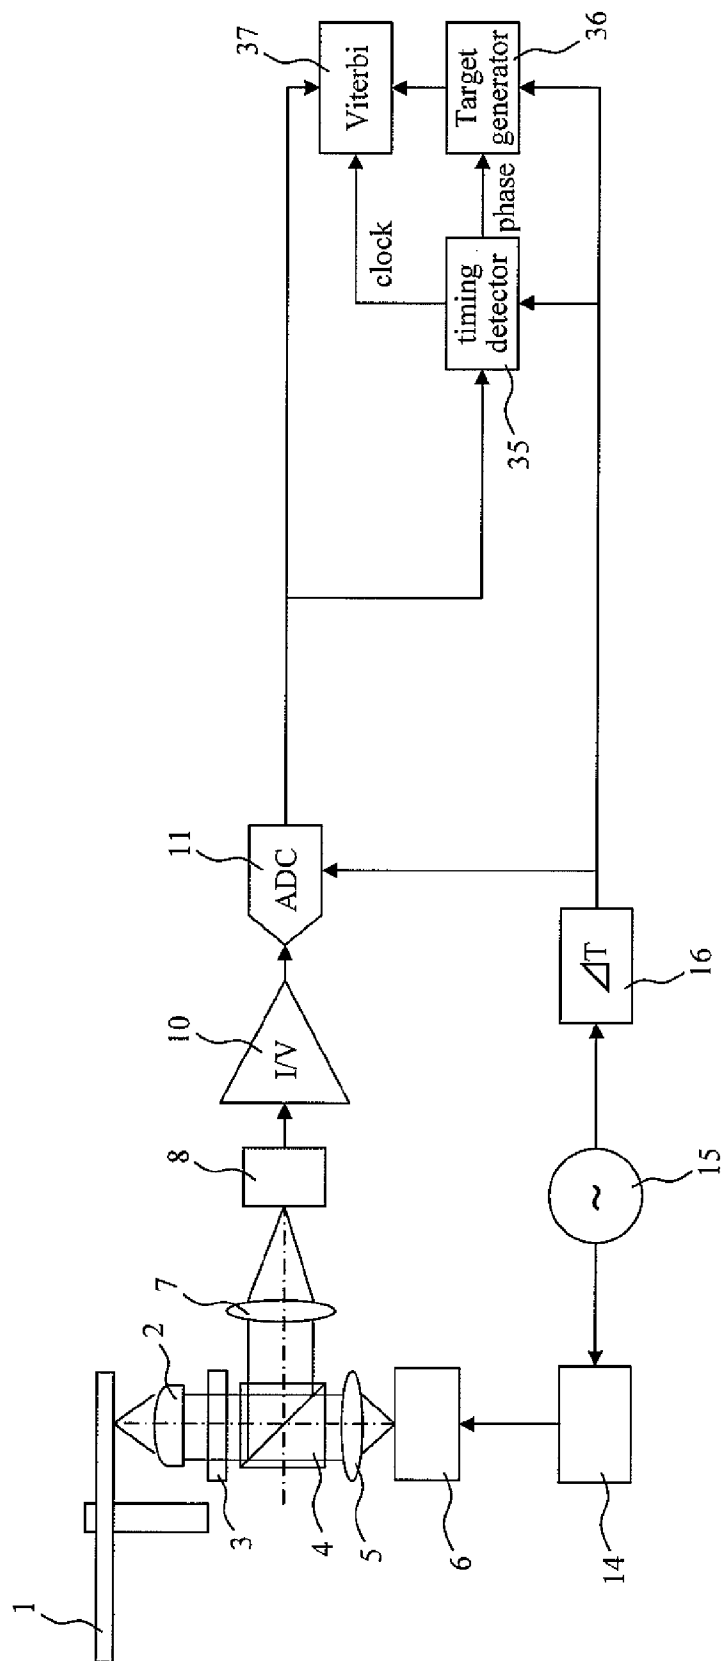 1
2
3
4
5
6
7
8
10
I/V
11
ADC
14
15
~
16
⊿T
35
timing
detector
clock
phase
36
Target
generator
37
Viterbi